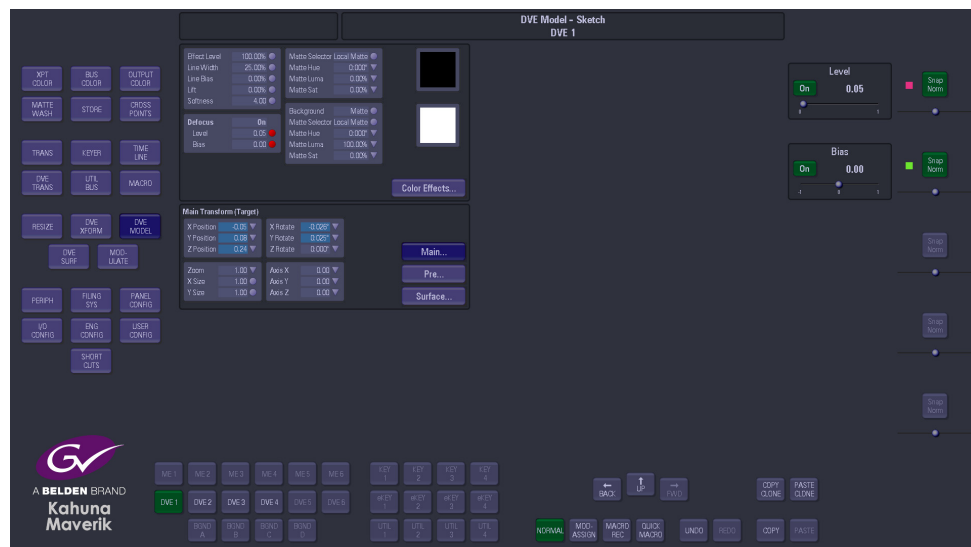 DVE Model - Sketch
DVE 1
Effect Level 100.00%
Line Width 25.00%
Line Bias 0.00%
Lift 0.00%
Softness 4.00
Defocus On
Level 0.05
Bias 0.00
Matte Selector Local Matte
Matte Hue 0.000°
Matte Luma 0.00%
Matte Sat 0.00%
Background Matte
Matte Selector Local Matte
Matte Hue 0.000°
Matte Luma 100.00%
Matte Sat 0.00%
Color Effects...
Main Transform (Target)
X Position -0.05
Y Position 0.08
Z Position 0.24
X Rotate -0.026°
Y Rotate 0.025°
Z Rotate 0.000°
Zoom 1.00
X Size 1.00
Y Size 1.00
Axis X 0.00
Axis Y 0.00
Axis Z 0.00
Main...
Pre...
Surface...
Level
On 0.05
-1 1
Snap
Norm
Bias
On 0.00
-1 1
Snap
Norm
Snap
Norm
Snap
Norm
Snap
Norm
XPT
COLOR
BUS
COLOR
OUTPUT
COLOR
MATTE
WASH
STORE
CROSS
POINTS
TRANS
KEYER
TIME
LINE
DVE
TRANS
UTIL
BUS
MACRO
RESIZE
DVE
XFORM
DVE
MODEL
DVE
SURF
MOD-
ULATE
PERIPH
FILING
SYS
PANEL
CONFIG
I/O
CONFIG
ENG
CONFIG
USER
CONFIG
SHORT
CUTS
GV
A BELDEN BRAND
Kahuna
Maverik
ME 1
ME 2
ME 3
ME 4
ME 5
ME 6
DVE 1
DVE 2
DVE 3
DVE 4
DVE 5
DVE 6
BGND
A
BGND
B
BGND
C
BGND
D
KEY
1
KEY
2
KEY
3
KEY
4
eKEY
1
eKEY
2
eKEY
3
eKEY
4
UTIL
1
UTIL
2
UTIL
3
UTIL
4
BACK
UP
FWD
COPY
CLONE
PASTE
CLONE
NORMAL
MOD-
ASSIGN
MACRO
REC
QUICK
MACRO
UNDO
REDO
COPY
PASTE